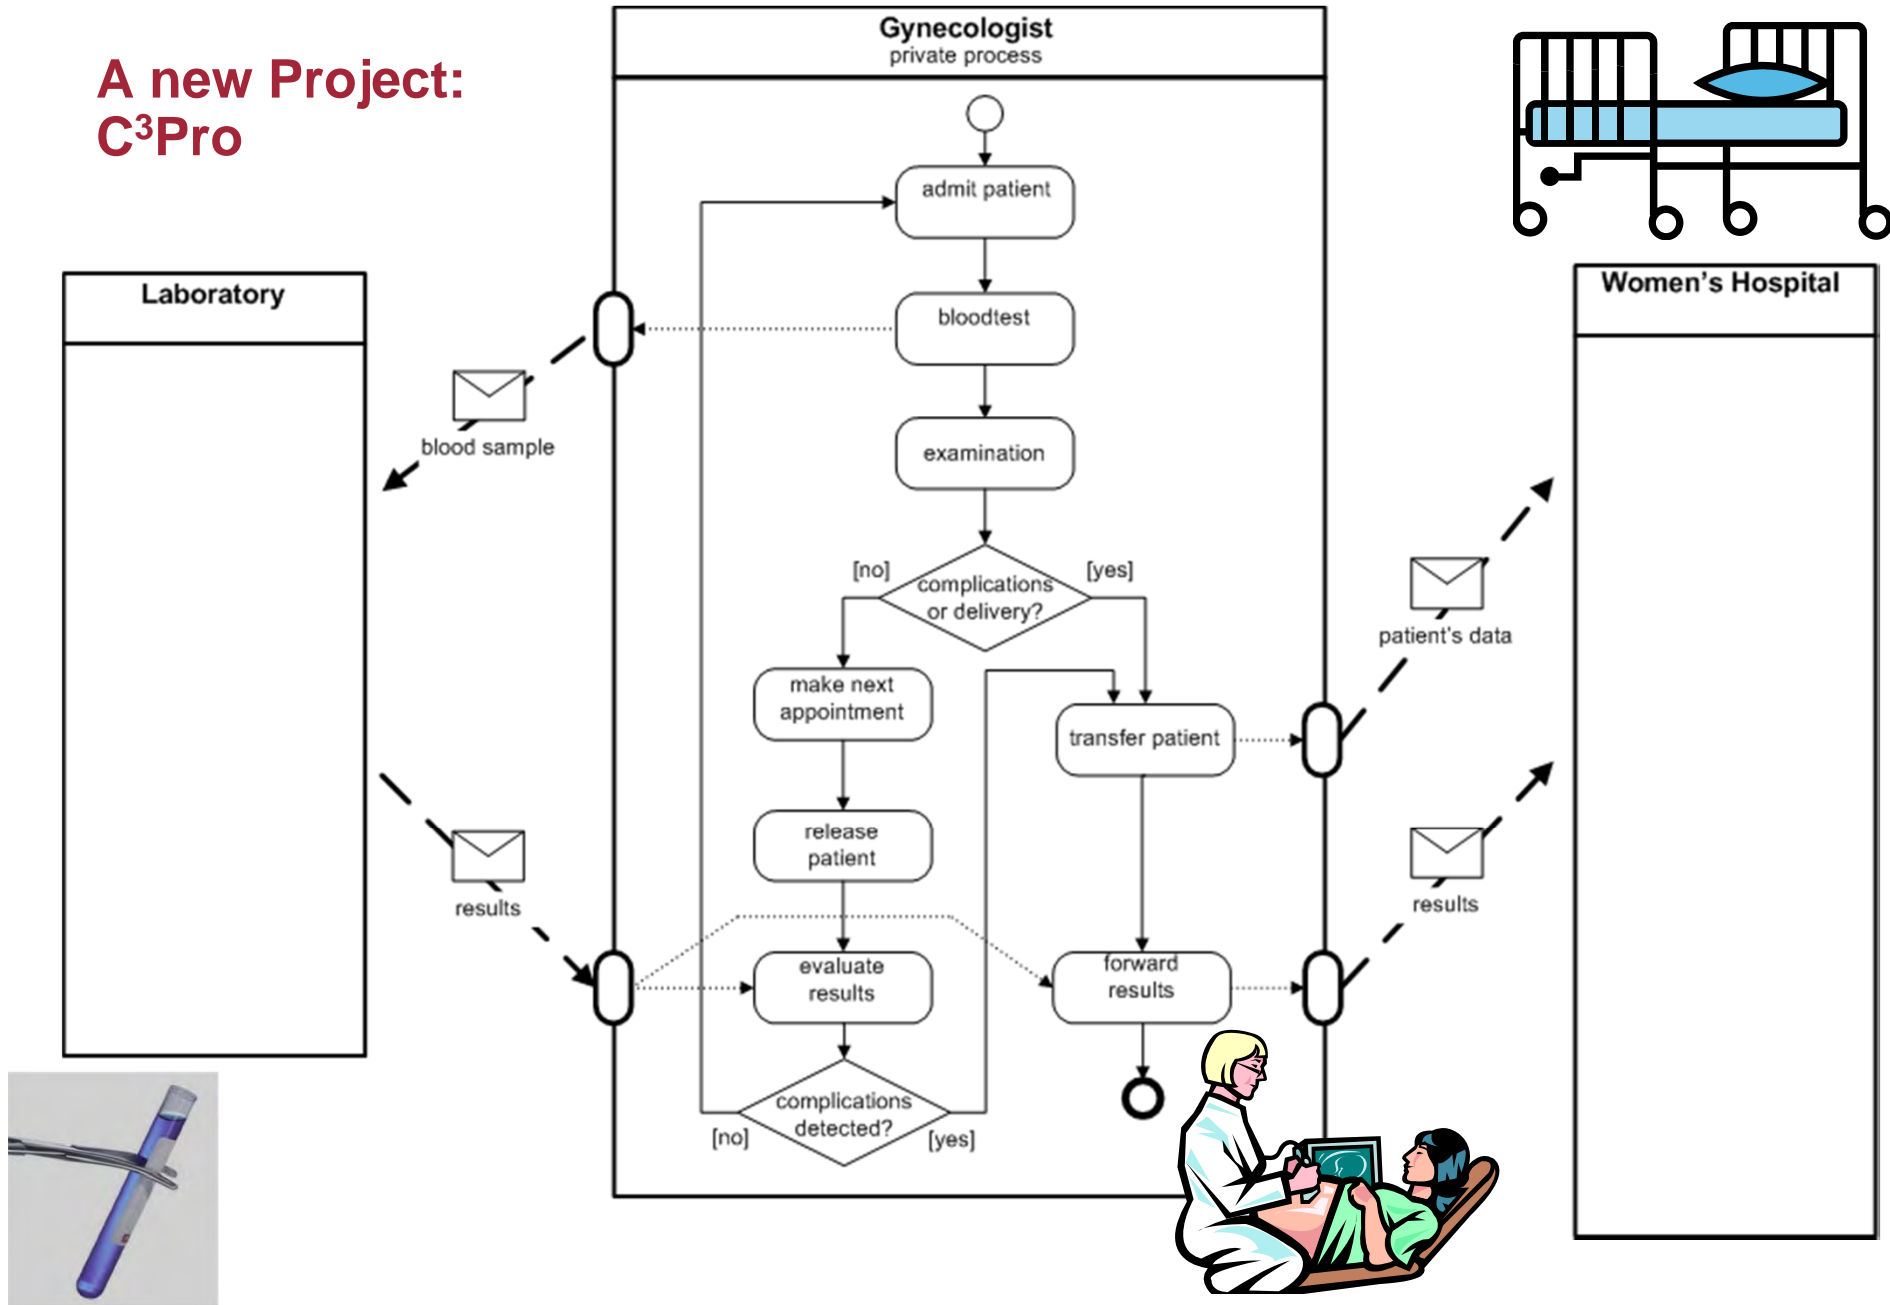 A new Project:
C³Pro
Gynecologist
private process
admit patient
Laboratory
Women's Hospital
bloodtest
blood sample
examination
[no]
[yes]
complications
or delivery?
patient's data
make next
appointment
transfer patient
release
patient
results
results
evaluate
results
forward
results
complications
detected?
[no]
[yes]